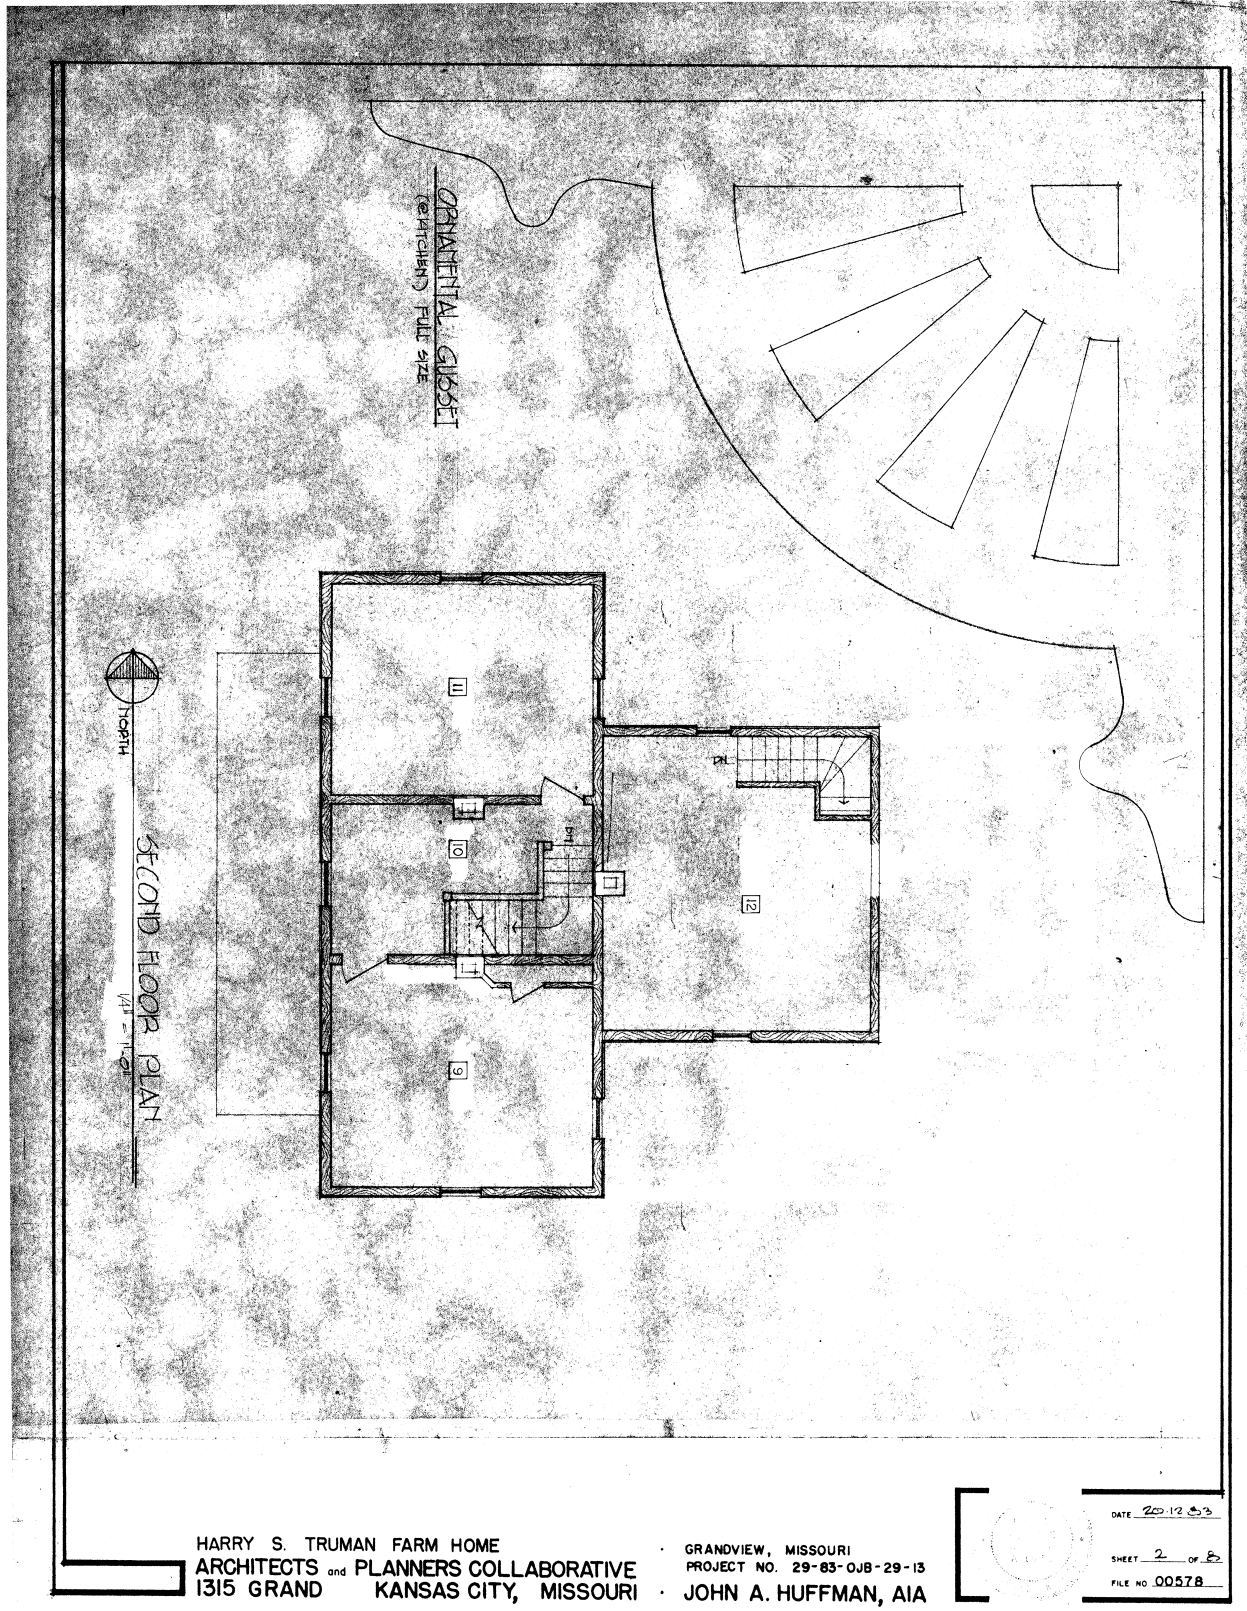 ORNAMENTAL GUSSET
(@ KITCHEN) FULL SIZE
11
DN
10
DN
12
9
NORTH
SECOND FLOOR PLAN
1/4" = 1'-0"
HARRY S. TRUMAN FARM HOME
ARCHITECTS and PLANNERS COLLABORATIVE
1315 GRAND KANSAS CITY, MISSOURI
· GRANDVIEW, MISSOURI
PROJECT NO. 29-83-OJB-29-13
· JOHN A. HUFFMAN, AIA
DATE 20·12·83
SHEET 2 OF 8
FILE NO 00578